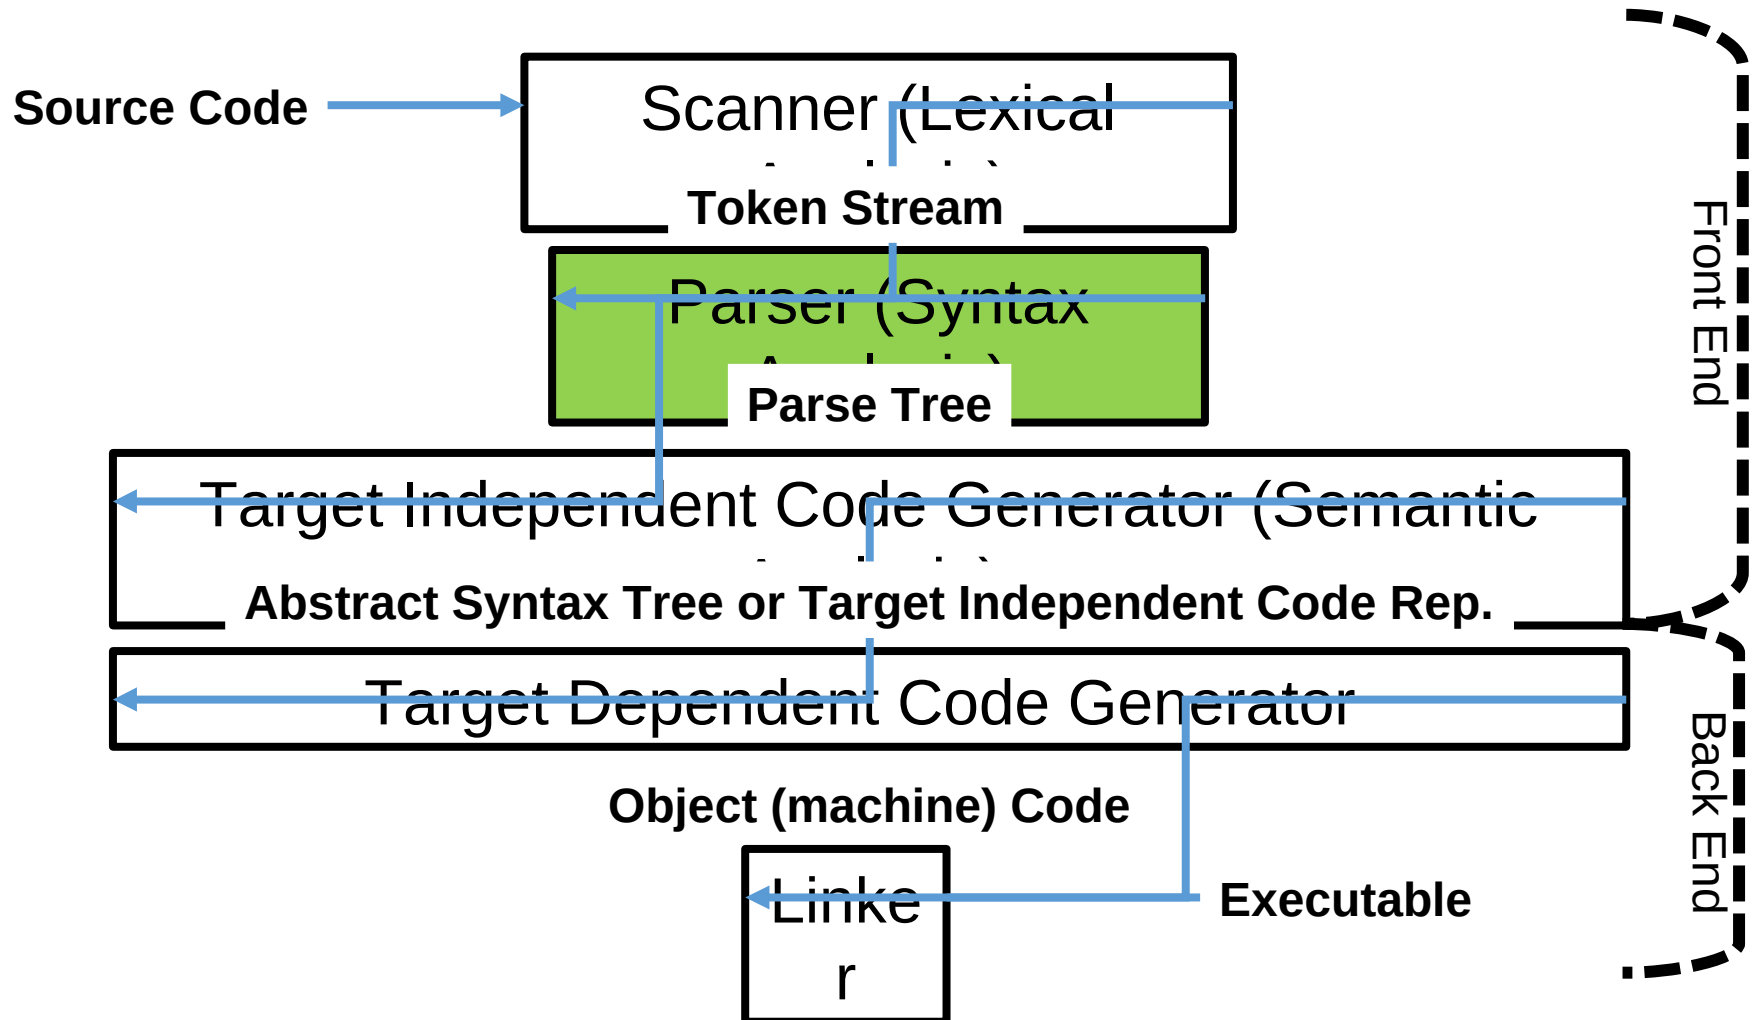 Source Code
Scanner (Lexical
Token Stream
Parser (Syntax
Parse Tree
Target Independent Code Generator (Semantic
Abstract Syntax Tree or Target Independent Code Rep.
Target Dependent Code Generator
Object (machine) Code
Linke
r
Executable
Front End
Back End